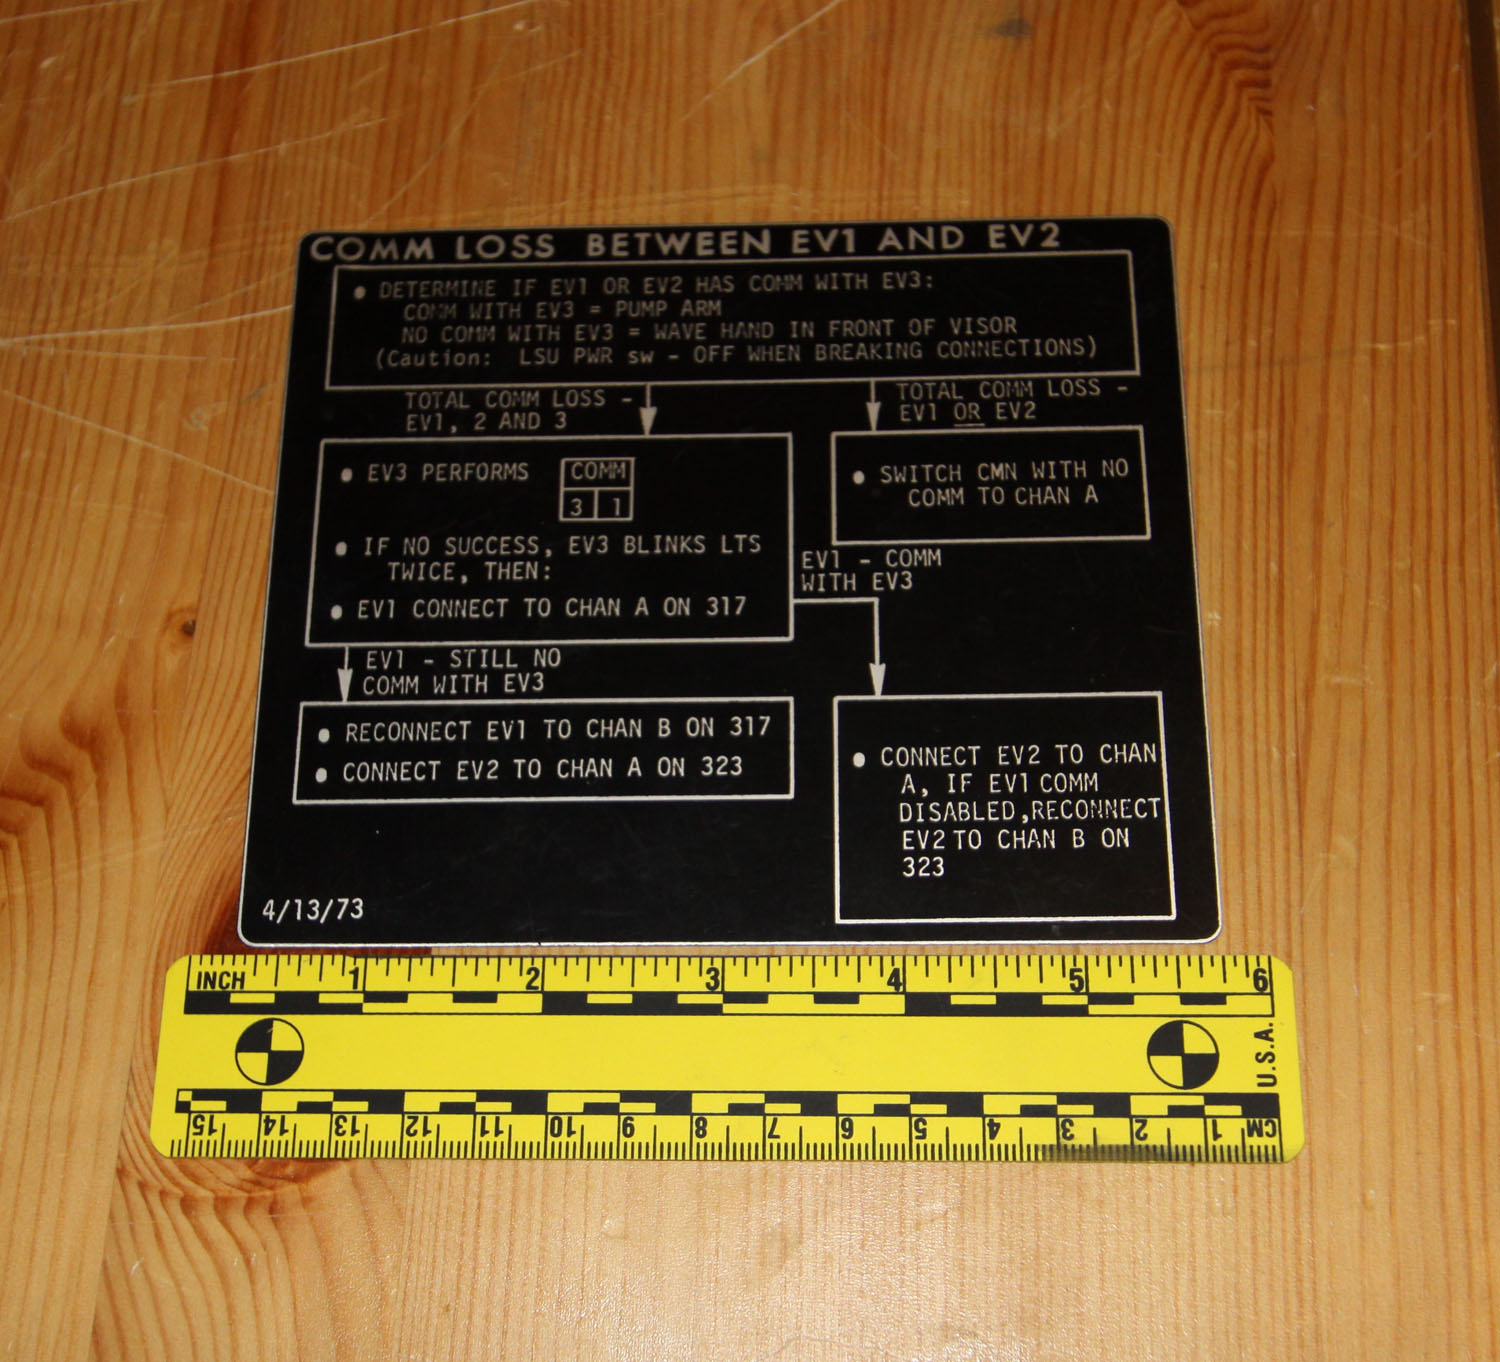 COMM LOSS BETWEEN EV1 AND EV2
• DETERMINE IF EV1 OR EV2 HAS COMM WITH EV3:
COMM WITH EV3 = PUMP ARM
NO COMM WITH EV3 = WAVE HAND IN FRONT OF VISOR
(Caution: LSU PWR sw - OFF WHEN BREAKING CONNECTIONS)
TOTAL COMM LOSS -
EV1, 2 AND 3
TOTAL COMM LOSS -
EV1 OR EV2
• EV3 PERFORMS
COMM
3 1
• IF NO SUCCESS, EV3 BLINKS LTS
TWICE, THEN:
• EV1 CONNECT TO CHAN A ON 317
• SWITCH CMN WITH NO
COMM TO CHAN A
EV1 - COMM
WITH EV3
EV1 - STILL NO
COMM WITH EV3
• RECONNECT EV1 TO CHAN B ON 317
• CONNECT EV2 TO CHAN A ON 323
• CONNECT EV2 TO CHAN
A, IF EV1 COMM
DISABLED,RECONNECT
EV2 TO CHAN B ON
323
4/13/73
INCH 1 2 3 4 5 6
U.S.A.
15 14 13 12 11 10 9 8 7 6 5 4 3 2 1 CM